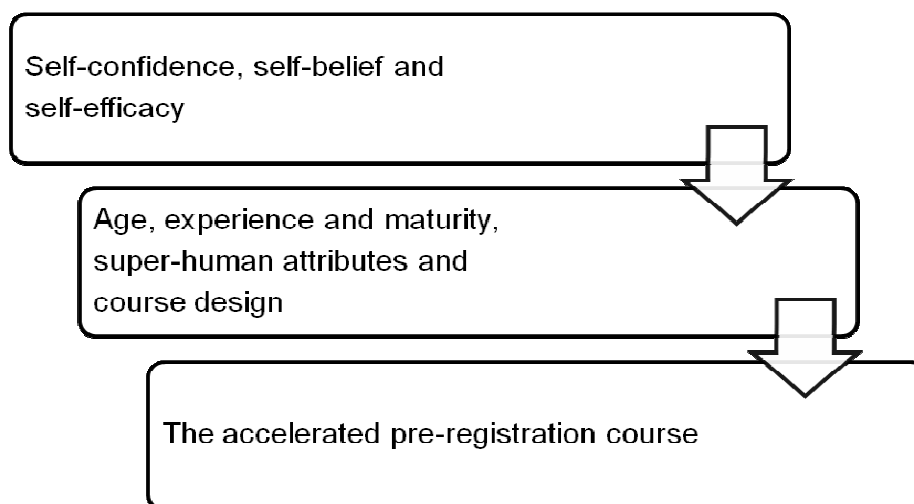 Self-confidence, self-belief and
self-efficacy
Age, experience and maturity,
super-human attributes and
course design
The accelerated pre-registration course